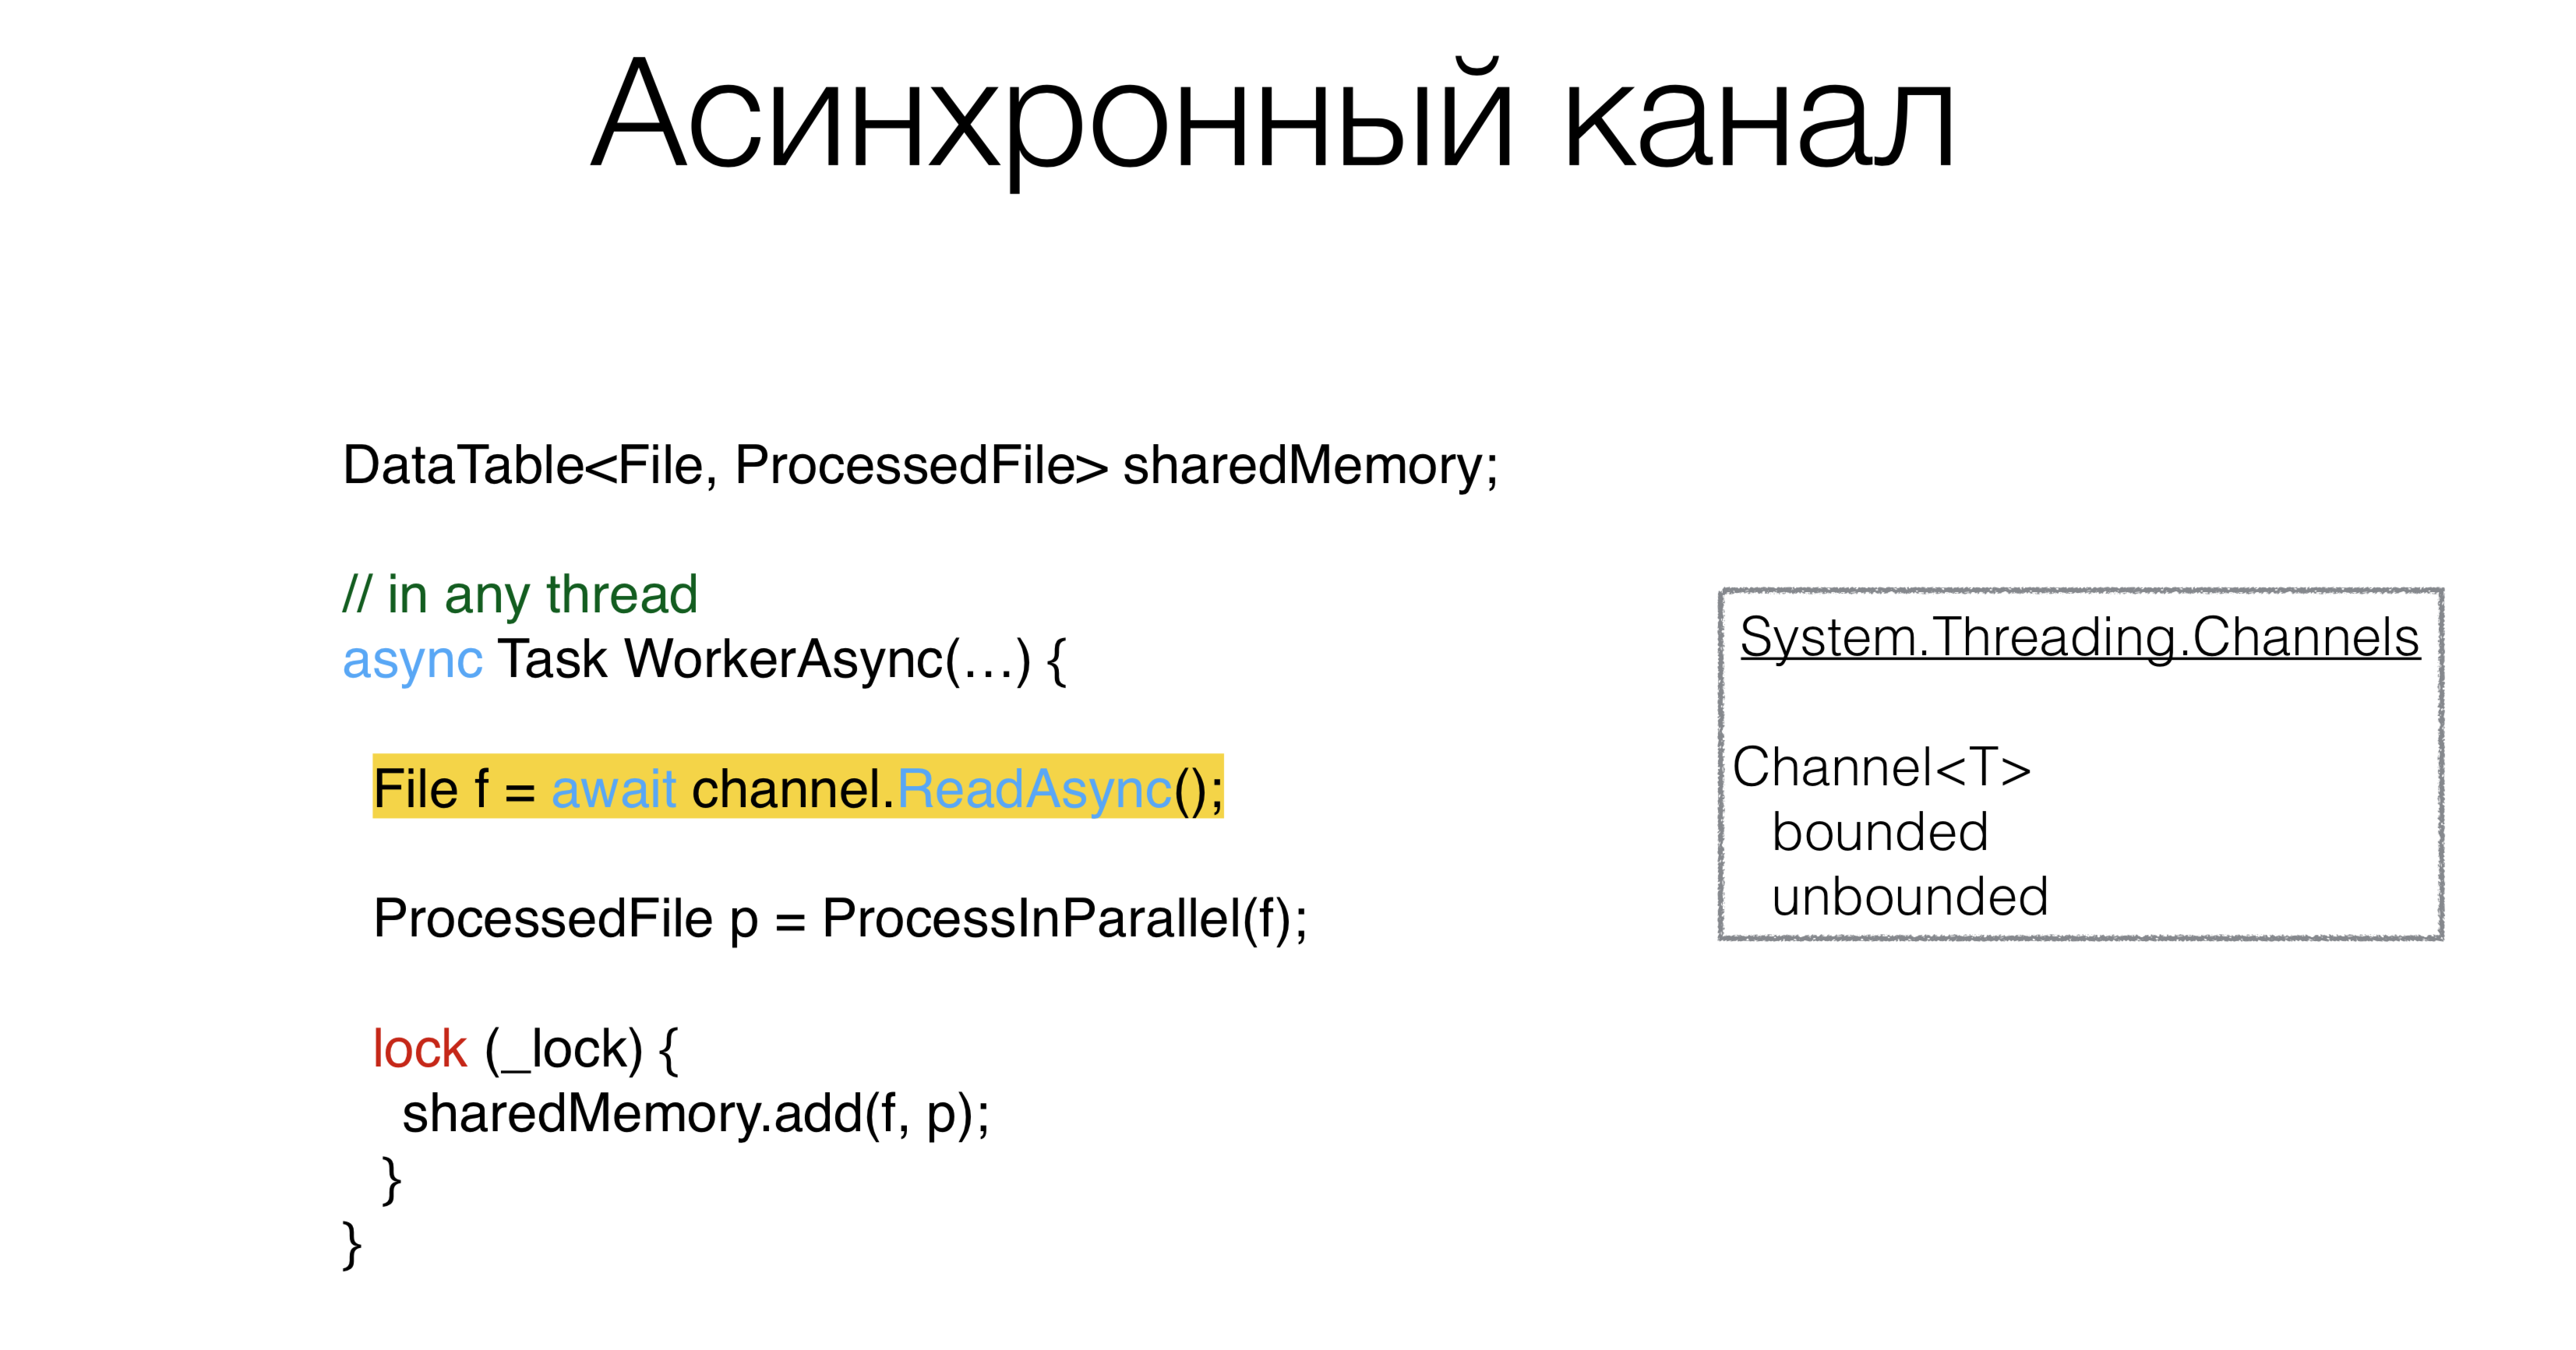 Асинхронный канал
DataTable<File, ProcessedFile> sharedMemory;
// in any thread
async Task WorkerAsync(…) {
File f = await channel.ReadAsync();
ProcessedFile p = ProcessInParallel(f);
lock (_lock) {
sharedMemory.add(f, p);
}
}
System.Threading.Channels
Channel<T>
bounded
unbounded